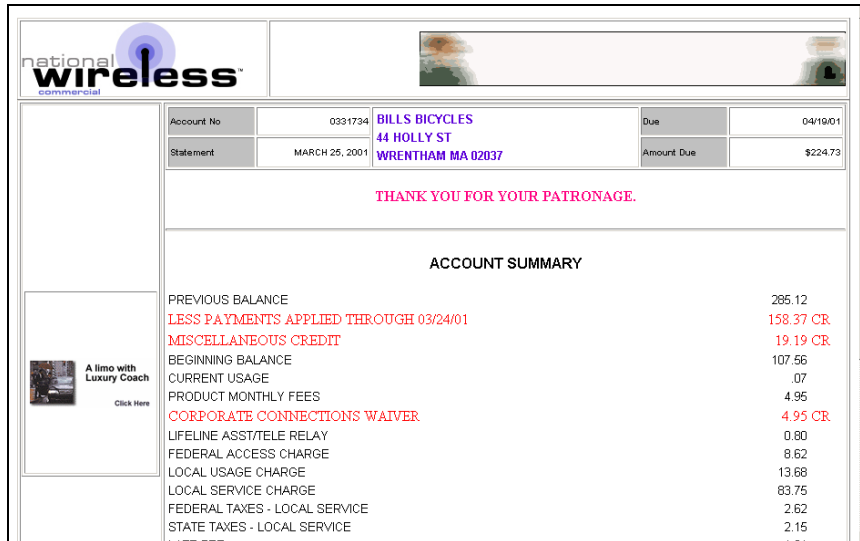 national
wireless™
commercial
Account No 0331734 BILLS BICYCLES Due 04/19/01
44 HOLLY ST
Statement MARCH 25, 2001 WRENTHAM MA 02037 Amount Due $224.73
THANK YOU FOR YOUR PATRONAGE.
ACCOUNT SUMMARY
PREVIOUS BALANCE 285.12
LESS PAYMENTS APPLIED THROUGH 03/24/01 158.37 CR
MISCELLANEOUS CREDIT 19.19 CR
BEGINNING BALANCE 107.56
A limo with
Luxury Coach
Click Here
CURRENT USAGE .07
PRODUCT MONTHLY FEES 4.95
CORPORATE CONNECTIONS WAIVER 4.95 CR
LIFELINE ASST/TELE RELAY 0.80
FEDERAL ACCESS CHARGE 8.62
LOCAL USAGE CHARGE 13.68
LOCAL SERVICE CHARGE 83.75
FEDERAL TAXES - LOCAL SERVICE 2.62
STATE TAXES - LOCAL SERVICE 2.15